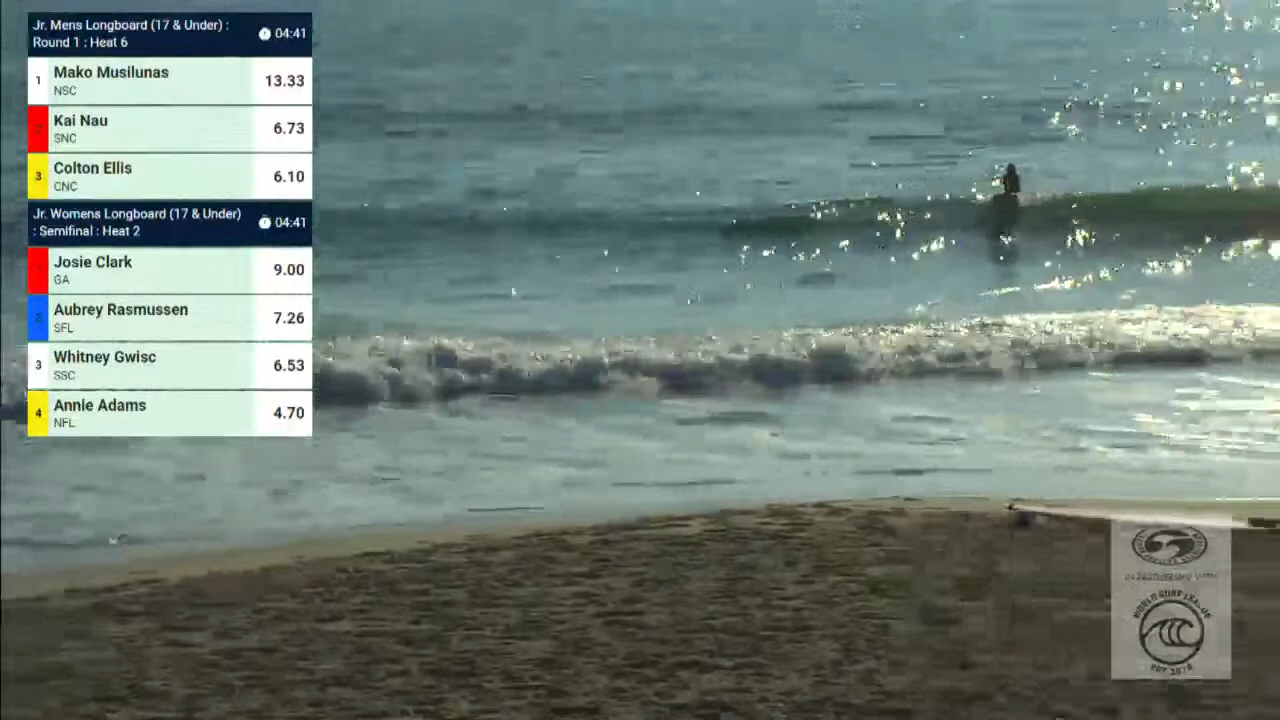 Jr. Mens Longboard (17 & Under) :
Round 1 : Heat 6
04:41
1 Mako Musilunas 13.33
NSC
2 Kai Nau 6.73
SNC
3 Colton Ellis 6.10
CNC
Jr. Womens Longboard (17 & Under)
: Semifinal : Heat 2
04:41
Josie Clark 9.00
GA
2 Aubrey Rasmussen 7.26
SFL
3 Whitney Gwisc 6.53
SSC
4 Annie Adams 4.70
NFL
IN PARTNERSHIP WITH
WORLD SURF LEAGUE